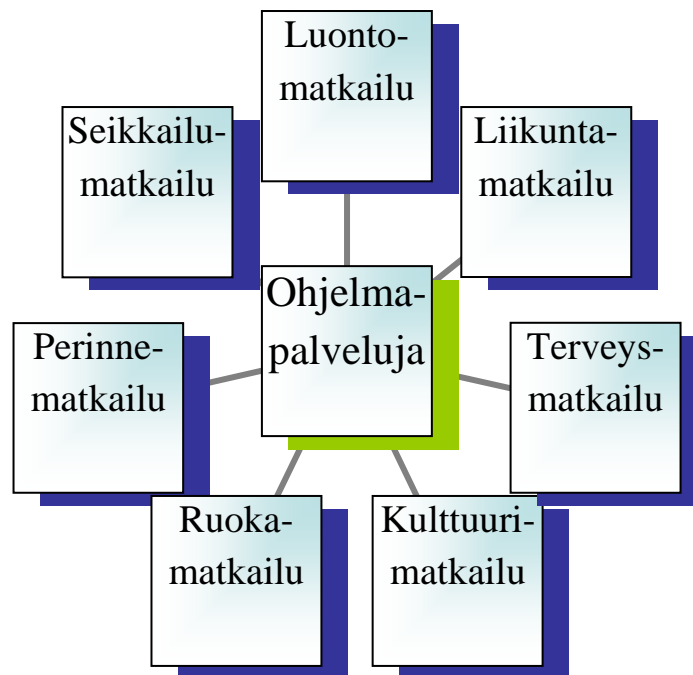 Luonto-
matkailu
Seikkailu-
matkailu
Liikunta-
matkailu
Ohjelma-
palveluja
Perinne-
matkailu
Terveys-
matkailu
Ruoka-
matkailu
Kulttuuri-
matkailu